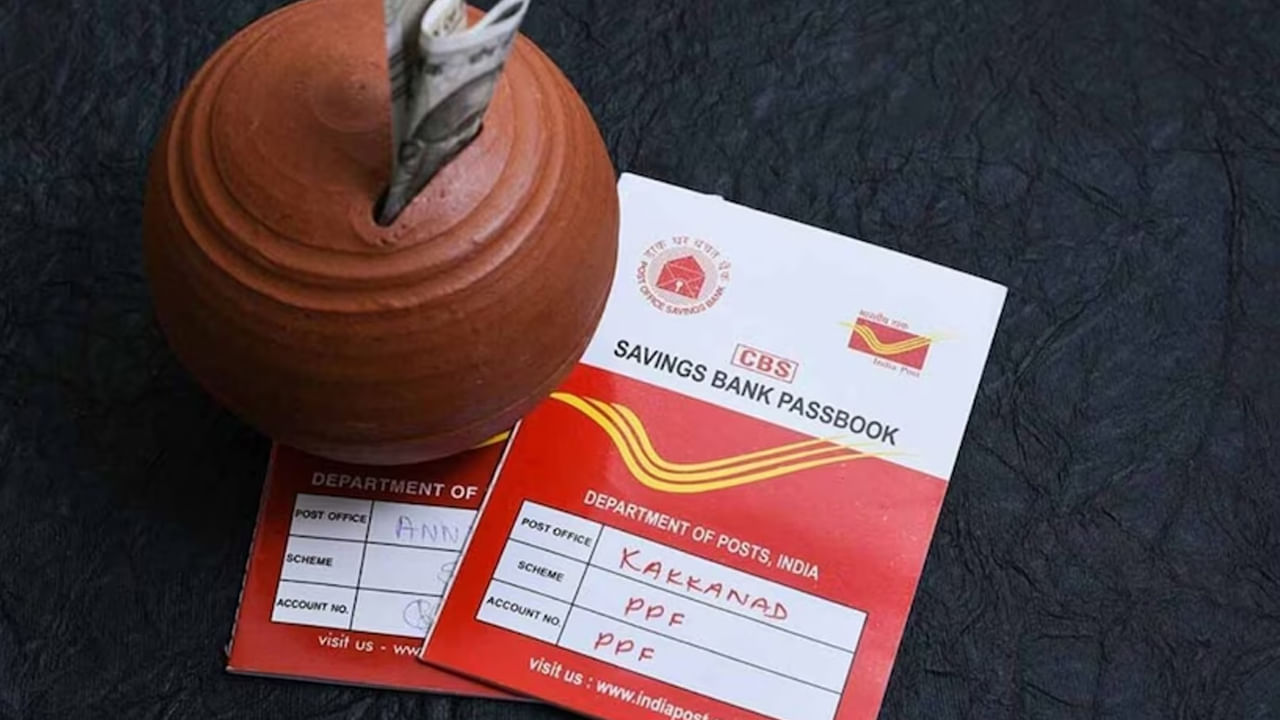 डाक घर बचत बैंक
POST OFFICE SAVINGS BANK
भारतीय डाक
India Post
CBS
SAVINGS BANK PASSBOOK
DEPARTMENT OF POSTS, INDIA
POST OFFICE KAKKANAD
SCHEME PPF
ACCOUNT NO. PPF
visit us : www.indiapost
DEPARTMENT OF
POST OFFICE ANN
SCHEME
ACCOUNT NO.
visit us - ww